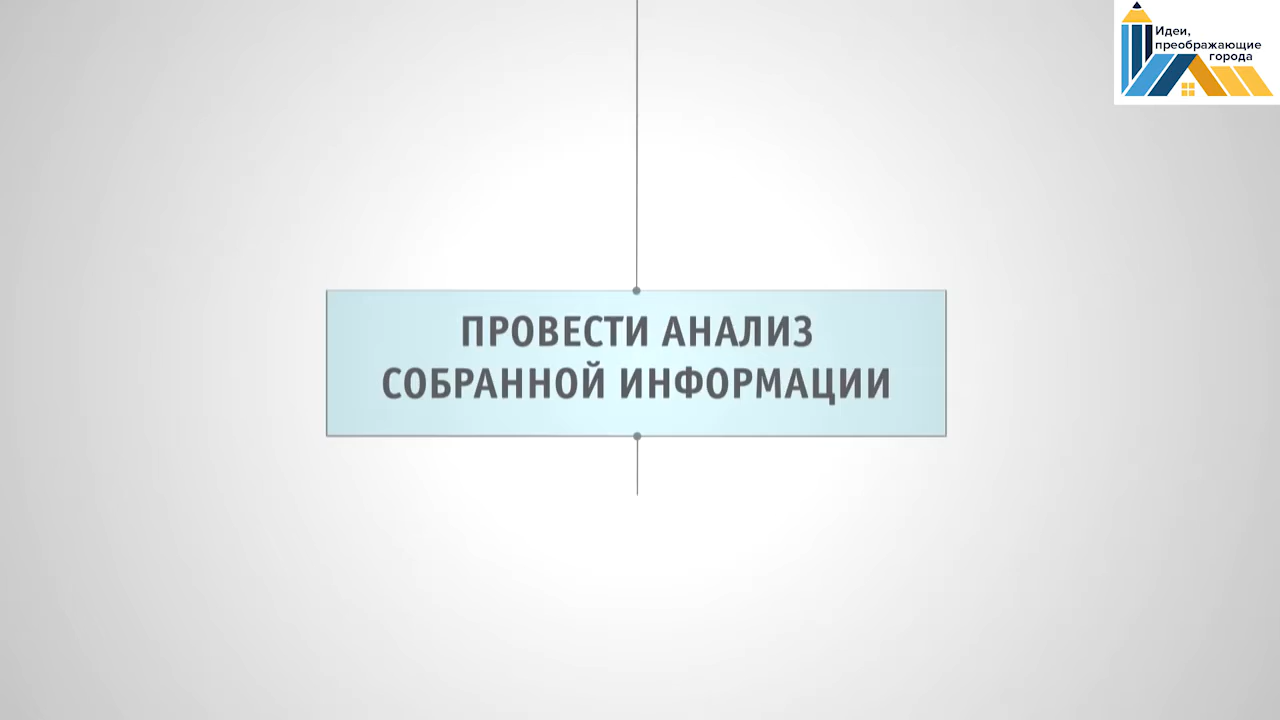 Идеи,
преображающие
города
ПРОВЕСТИ АНАЛИЗ
СОБРАННОЙ ИНФОРМАЦИИ